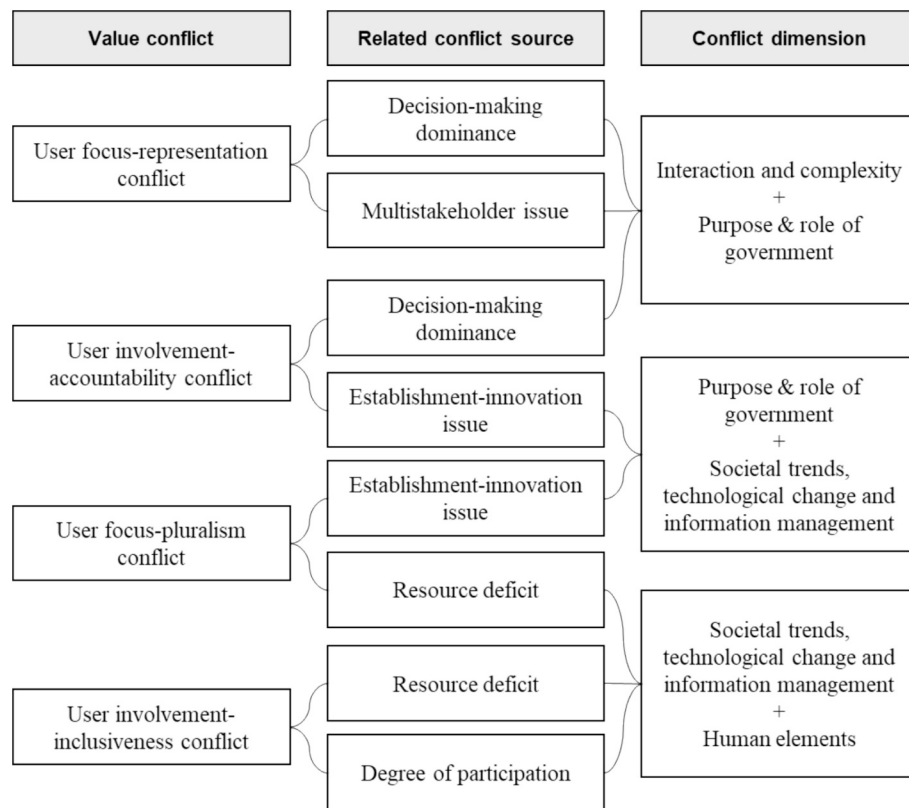 Value conflict
Related conflict source
Conflict dimension
User focus-representation
conflict
User involvement-
accountability conflict
User focus-pluralism
conflict
User involvement-
inclusiveness conflict
Decision-making
dominance
Multistakeholder issue
Decision-making
dominance
Establishment-innovation
issue
Establishment-innovation
issue
Resource deficit
Resource deficit
Degree of participation
Interaction and complexity
+
Purpose & role of
government
Purpose & role of
government
+
Societal trends,
technological change and
information management
Societal trends,
technological change and
information management
+
Human elements